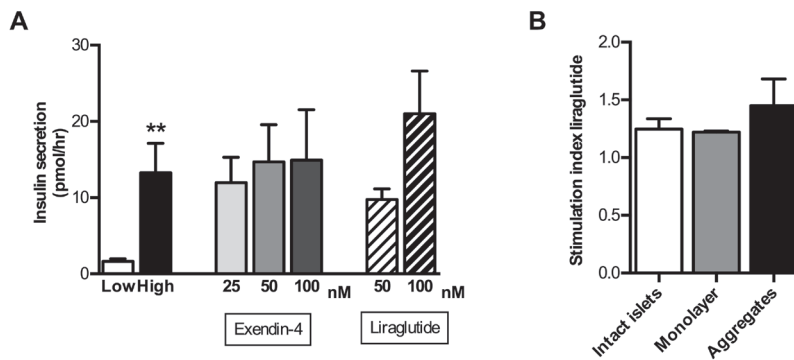 A
Insulin secretion
(pmol/hr)
30
20
10
0
**
Low High
25 50 100 nM
50 100 nM
Exendin-4
Liraglutide
B
Stimulation index liraglutide
2.0
1.5
1.0
0.5
0.0
Intact islets
Monolayer
Aggregates